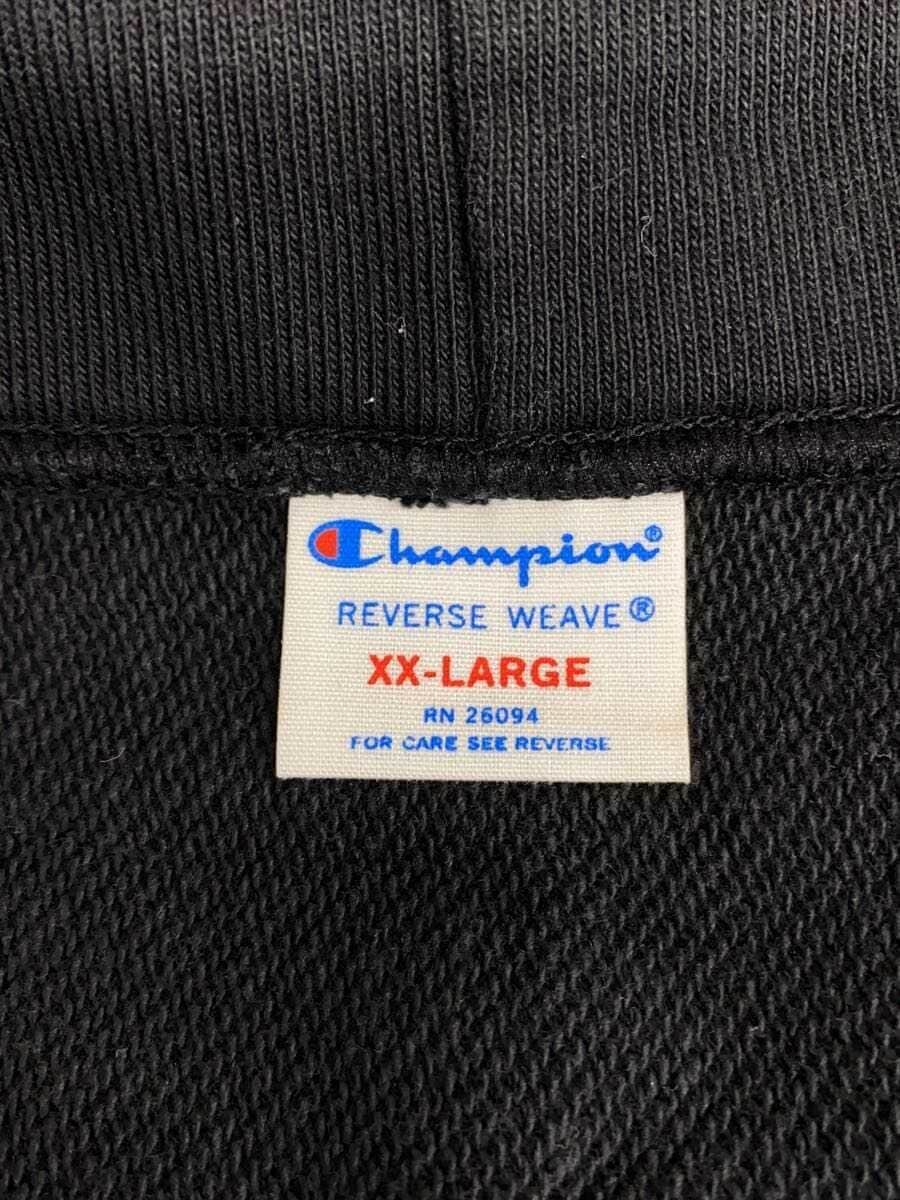 Champion®
REVERSE WEAVE®
XX-LARGE
RN 26094
FOR CARE SEE REVERSE